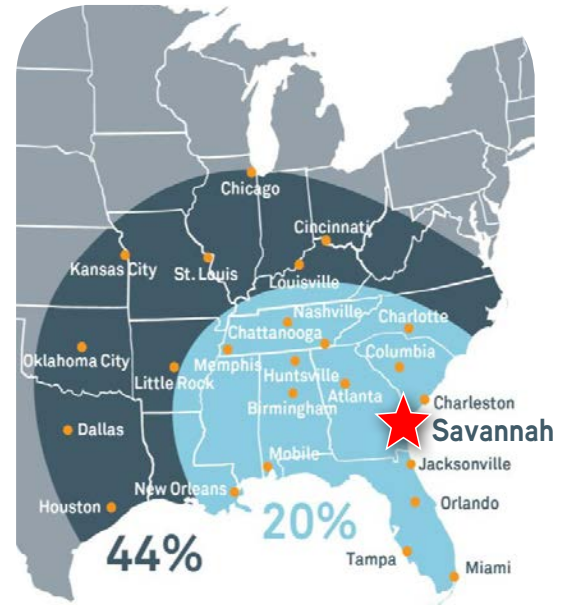 Chicago
Cincinnati
Kansas City
St. Louis
Louisville
Nashville
Charlotte
Chattanooga
Oklahoma City
Memphis
Columbia
Little Rock
Huntsville
Atlanta
Birmingham
Charleston
Savannah
Dallas
Mobile
Jacksonville
New Orleans
Houston
Orlando
20%
44%
Tampa
Miami